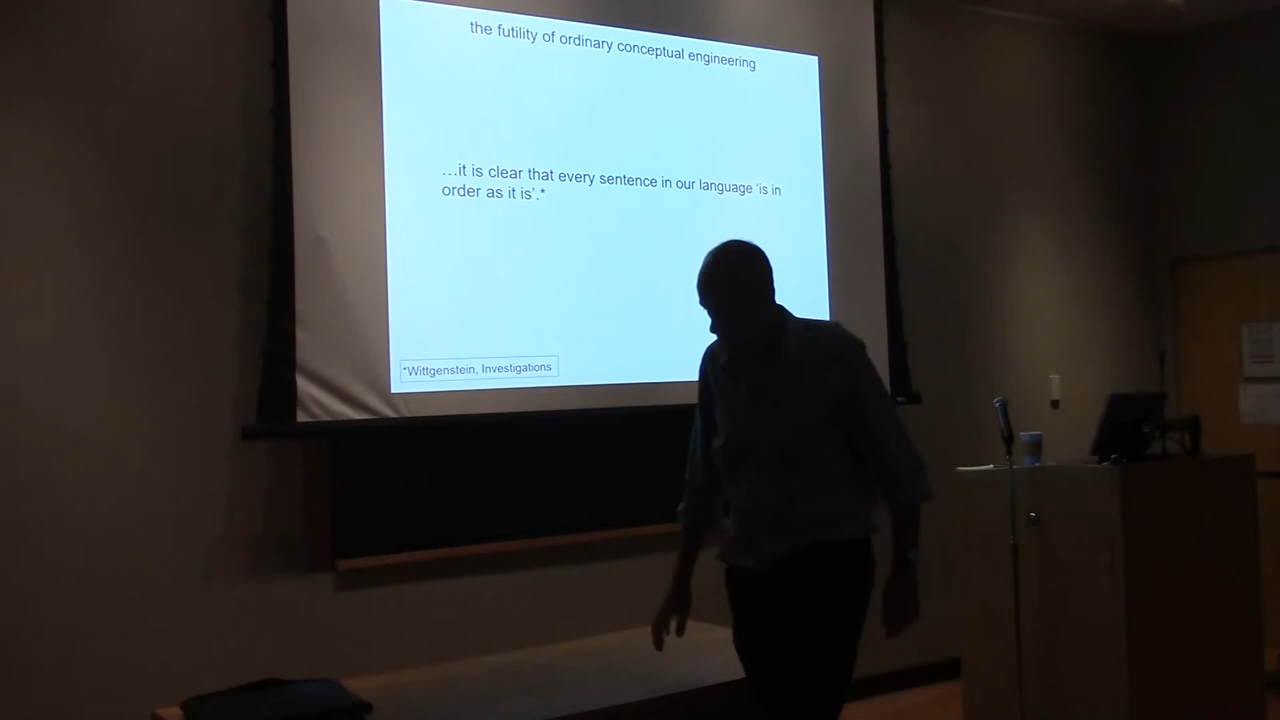 the futility of ordinary conceptual engineering
…it is clear that every sentence in our language ‘is in
order as it is’.*
*Wittgenstein, Investigations